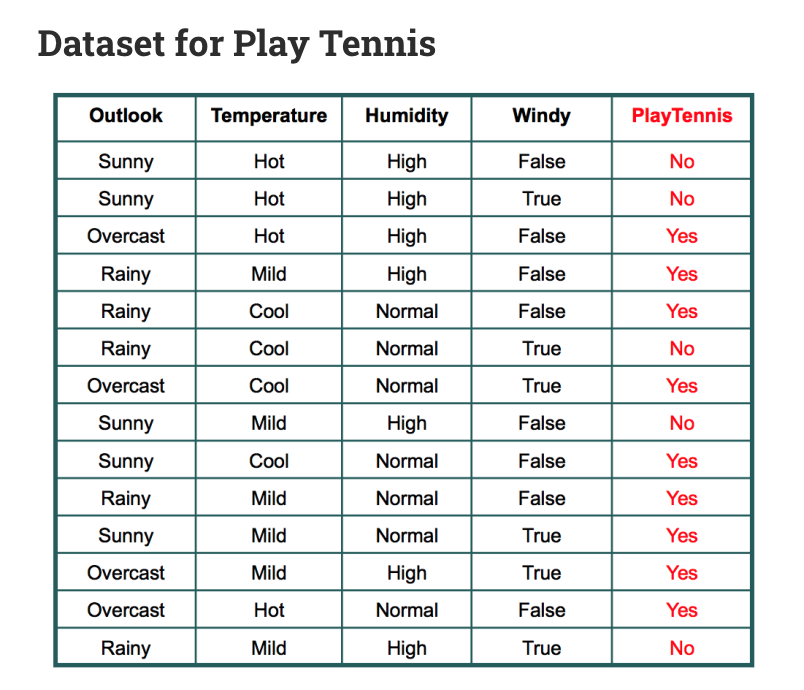 Dataset for Play Tennis
Outlook Temperature Humidity Windy PlayTennis
Sunny Hot High False No
Sunny Hot High True No
Overcast Hot High False Yes
Rainy Mild High False Yes
Rainy Cool Normal False Yes
Rainy Cool Normal True No
Overcast Cool Normal True Yes
Sunny Mild High False No
Sunny Cool Normal False Yes
Rainy Mild Normal False Yes
Sunny Mild Normal True Yes
Overcast Mild High True Yes
Overcast Hot Normal False Yes
Rainy Mild High True No